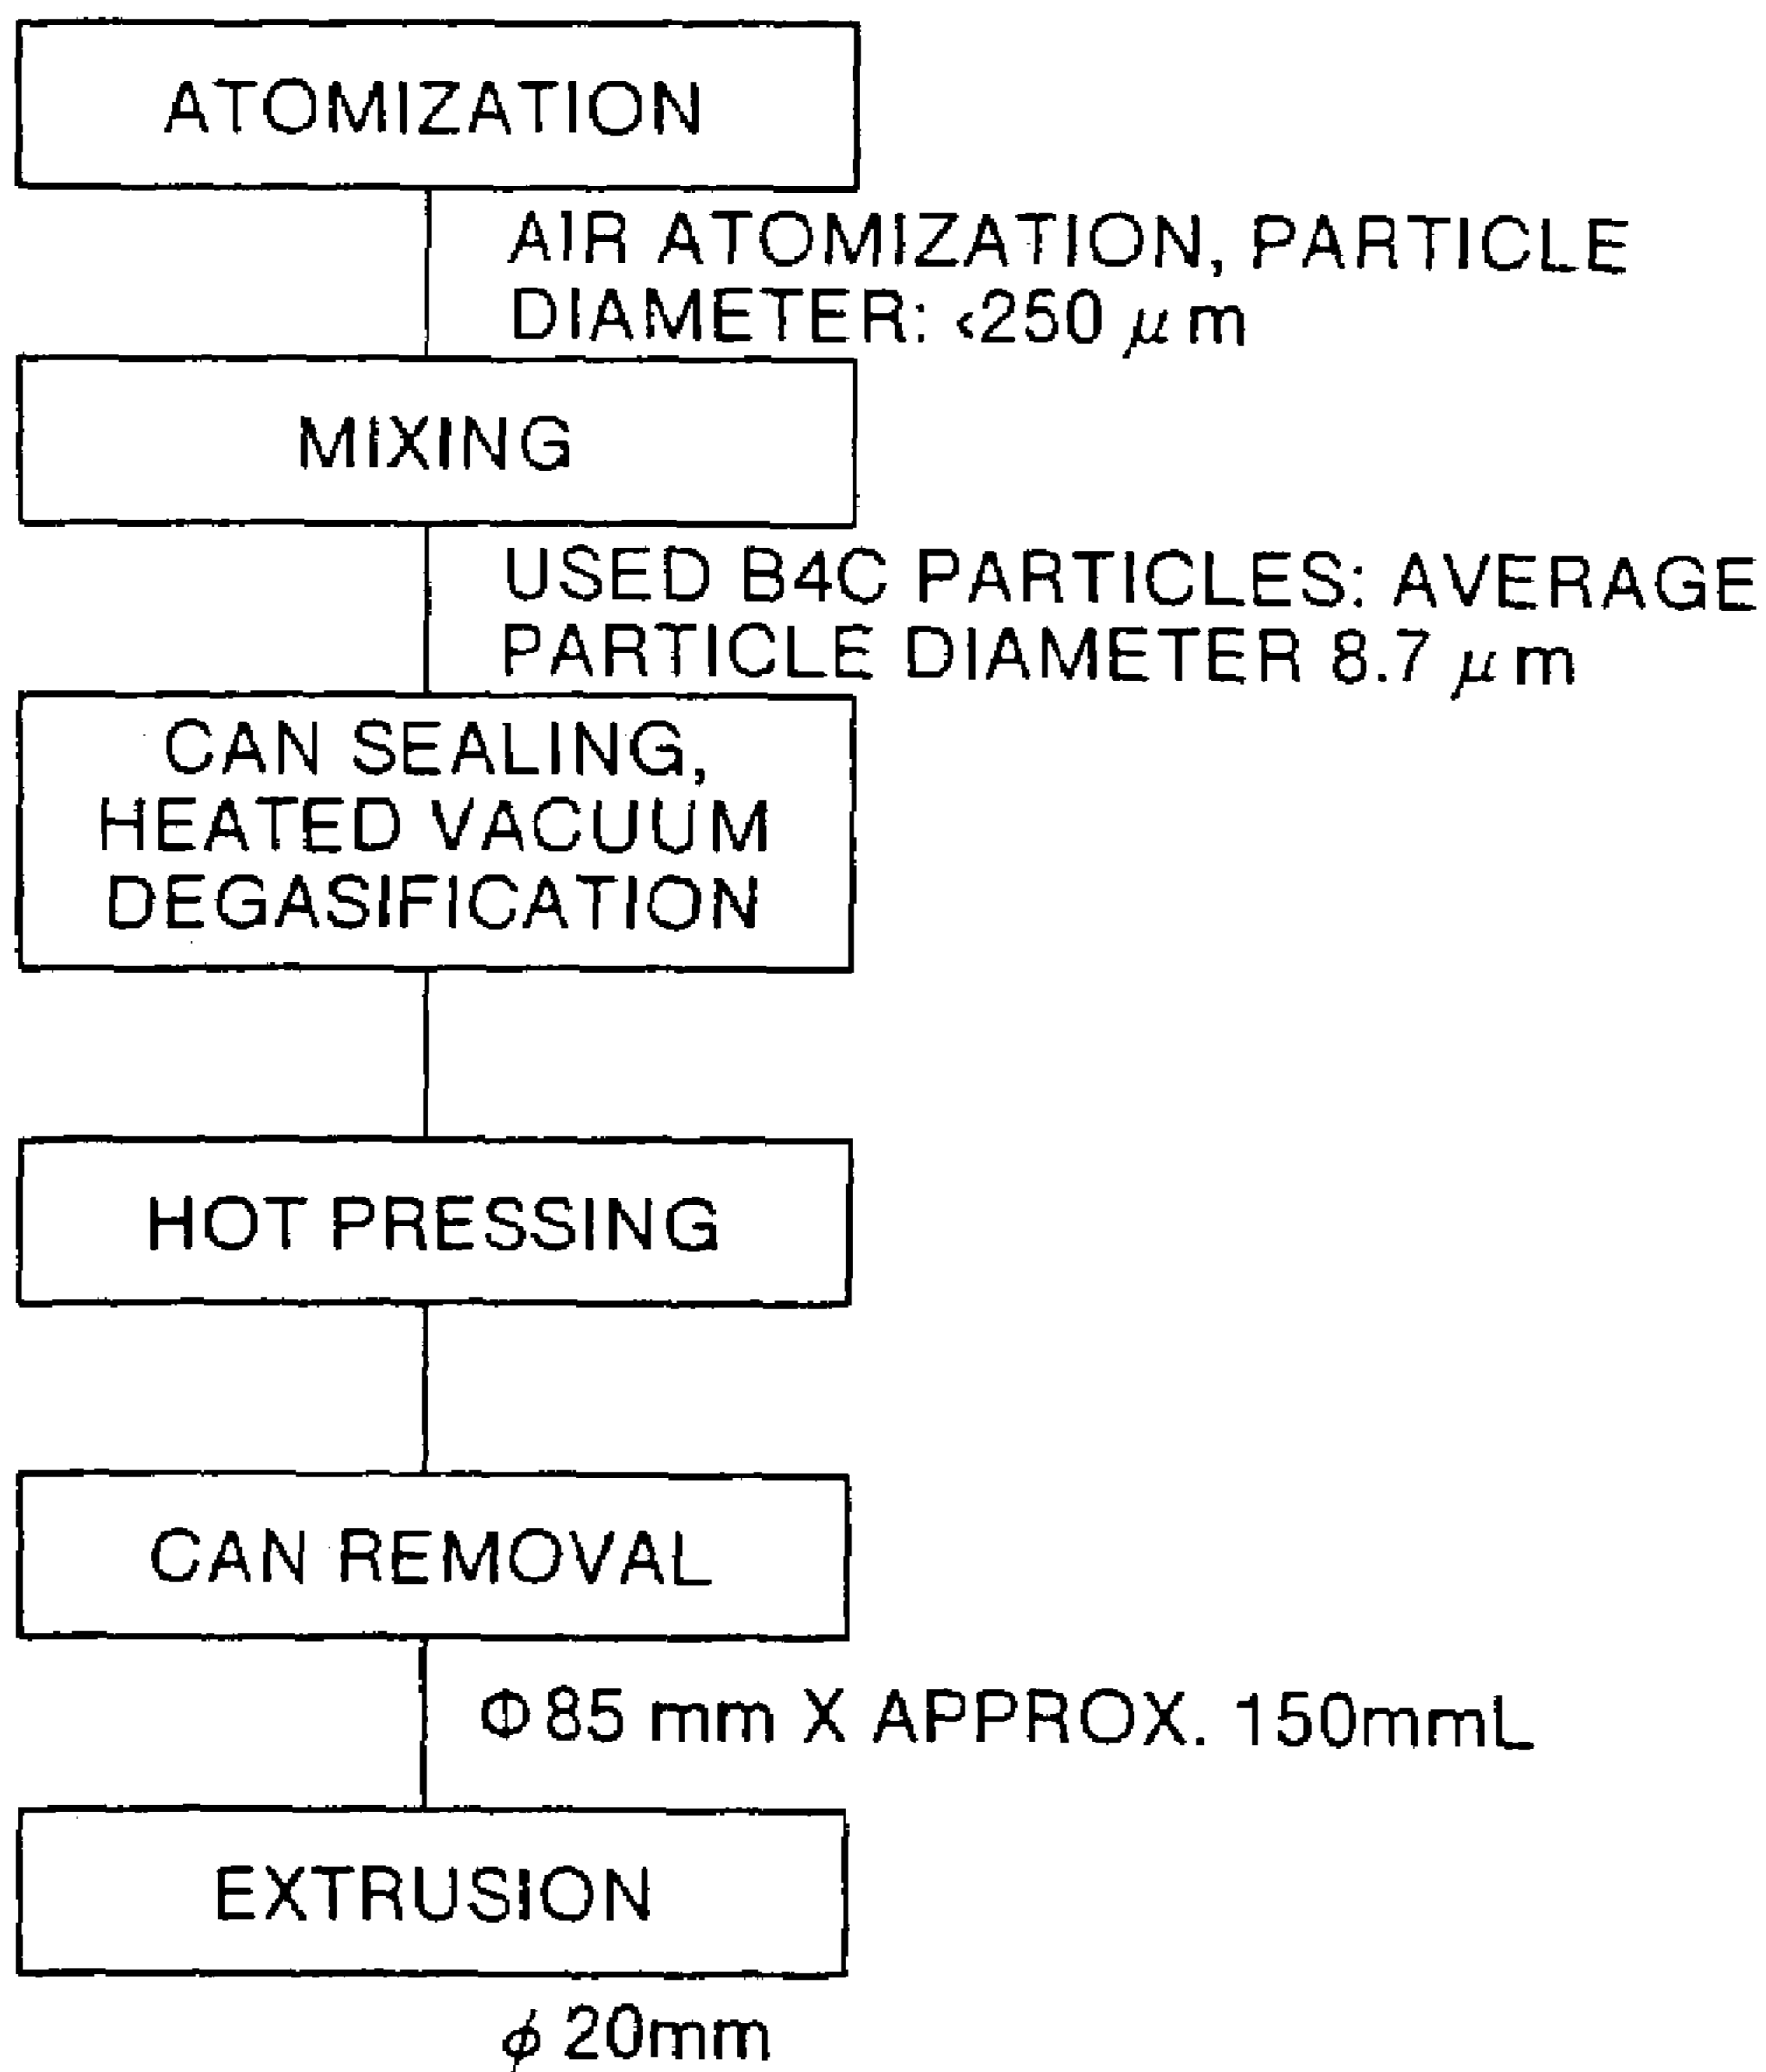 ATOMIZATION
AIR ATOMIZATION, PARTICLE
DIAMETER: <250 μm
MIXING
USED B4C PARTICLES: AVERAGE
PARTICLE DIAMETER 8.7 μm
CAN SEALING,
HEATED VACUUM
DEGASIFICATION
HOT PRESSING
CAN REMOVAL
Φ85 mm X APPROX. 150mmL
EXTRUSION
ϕ 20mm